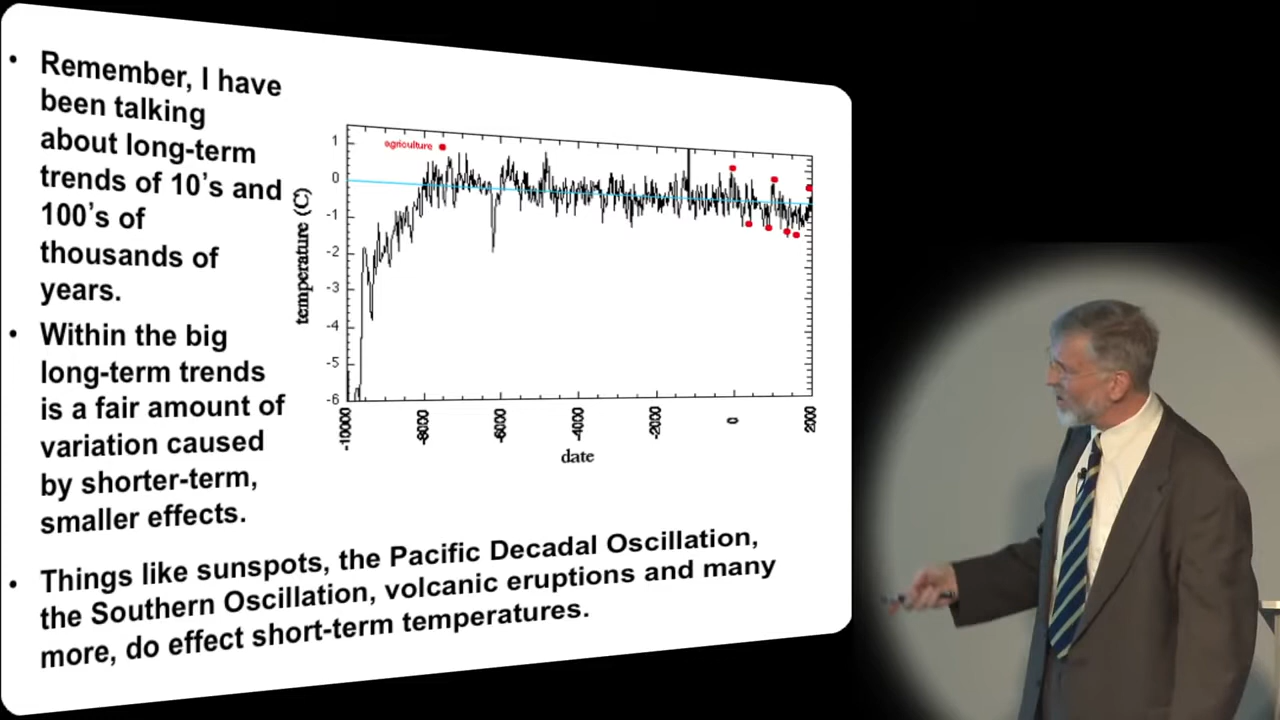 • Remember, I have
been talking
about long-term
trends of 10's and
100's of
thousands of
years.
• Within the big
long-term trends
is a fair amount of
variation caused
by shorter-term,
smaller effects.
• Things like sunspots, the Pacific Decadal Oscillation,
the Southern Oscillation, volcanic eruptions and many
more, do effect short-term temperatures.
agriculture
temperature (C)
1
0
-1
-2
-3
-4
-5
-6
-10000
-8000
-6000
-4000
-2000
0
2000
date